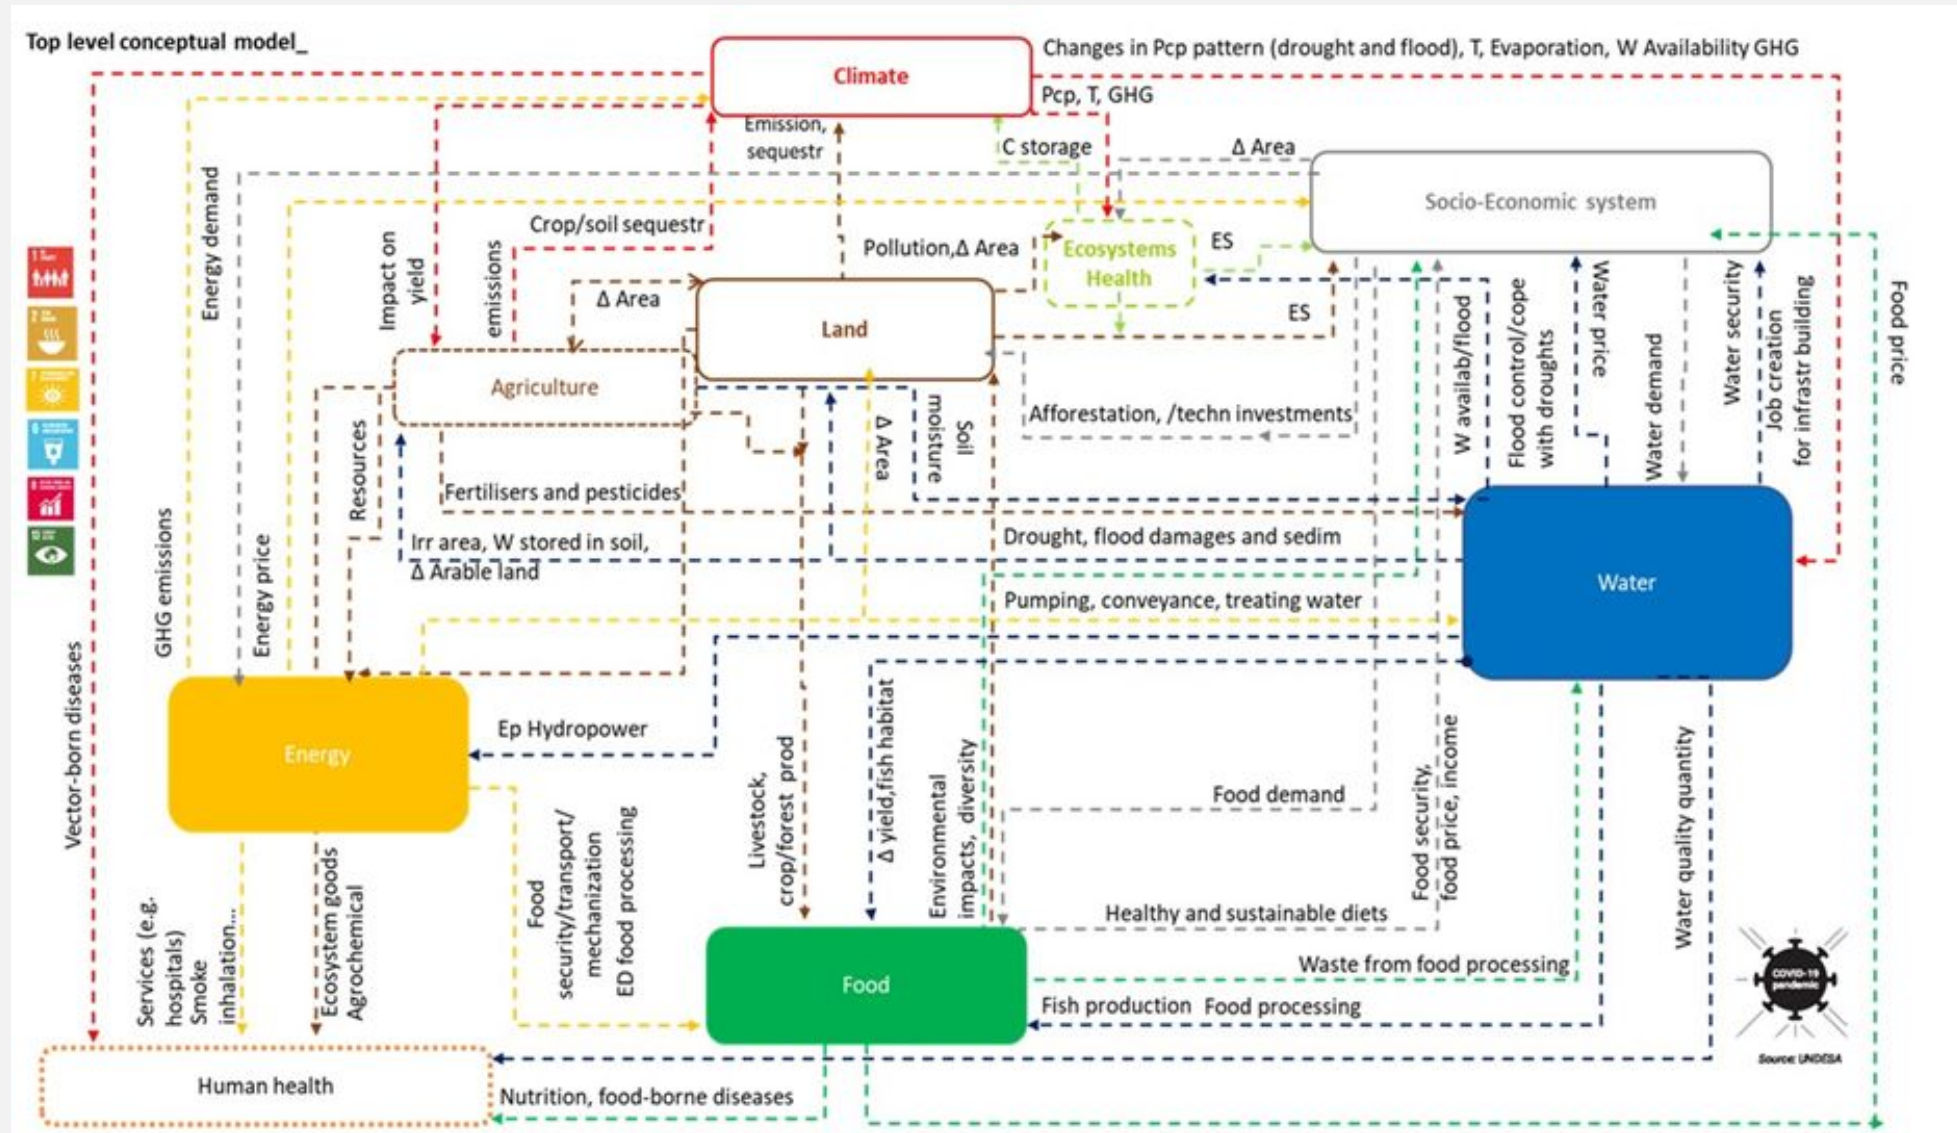 Top level conceptual model_
Climate
Changes in Pcp pattern (drought and flood), T, Evaporation, W Availability GHG
Pcp, T, GHG
Emission,
sequestr
C storage
Δ Area
Socio-Economic system
Energy demand
Crop/soil sequestr
Impact on
yield
emissions
Pollution,Δ Area
Ecosystems
Health
ES
Δ Area
Land
ES
Agriculture
W availab/flood
Flood control/cope
with droughts
Water price
Water demand
Water security
Job creation
for infrastr building
Food price
Resources
Δ Area
Soil
moisture
Afforestation, /techn investments
Fertilisers and pesticides
Irr area, W stored in soil,
Δ Arable land
Drought, flood damages and sedim
Water
Pumping, conveyance, treating water
GHG emissions
Energy price
Vector-born diseases
Energy
Ep Hydropower
Livestock,
crop/forest prod
Δ yield,fish habitat
Environmental
impacts, diversity
Food demand
Food security,
food price, income
Water quality quantity
Services (e.g.
hospitals)
Smoke
inhalation...
Ecosystem goods
Agrochemical
Food
security/transport/
mechanization
ED food processing
Healthy and sustainable diets
Food
Waste from food processing
Fish production Food processing
COVID-19
pandemic
Source: UNDESA
Human health
Nutrition, food-borne diseases